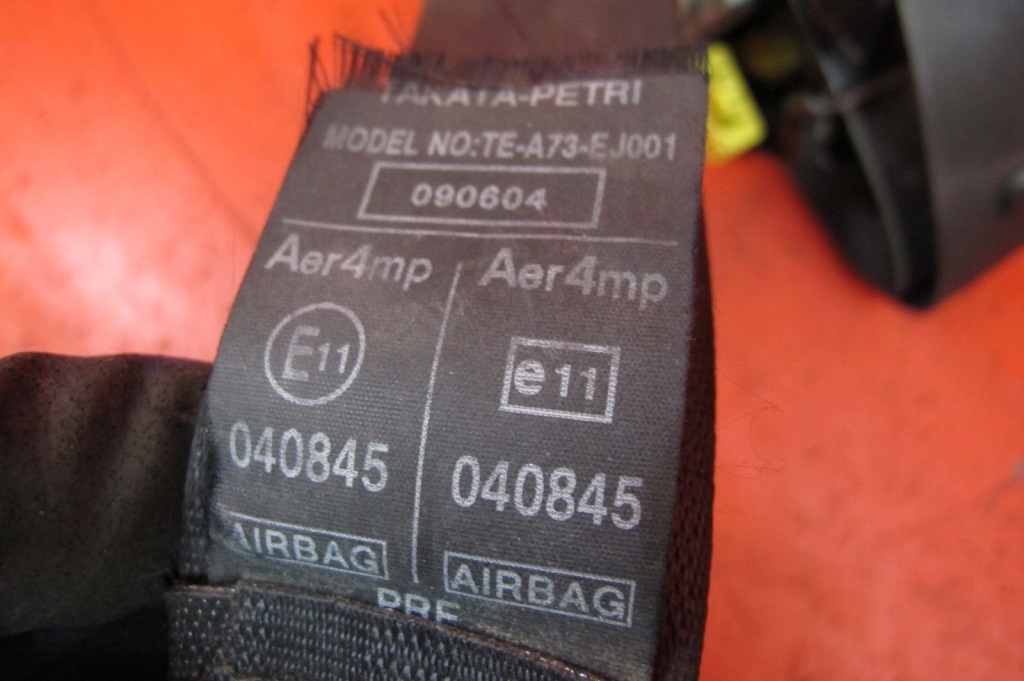 TAKATA-PETRI
MODEL NO:TE-A73-EJ001
090604
Aer4mp Aer4mp
E11 e11
040845 040845
AIRBAG AIRBAG
PRE